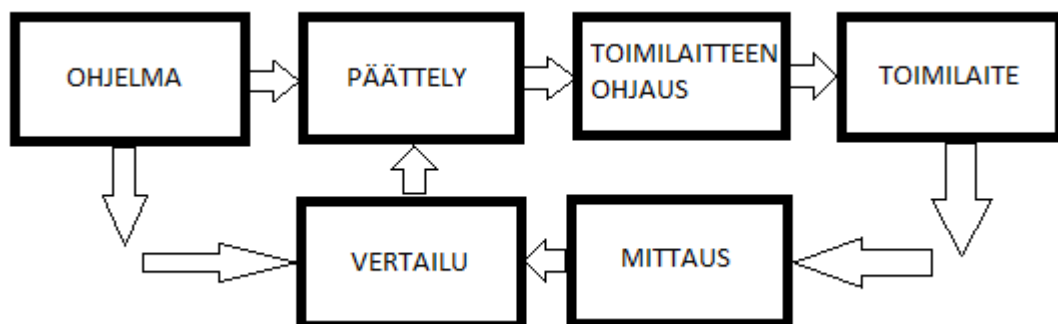 OHJELMA
PÄÄTTELY
TOIMILAITTEEN
OHJAUS
TOIMILAITE
VERTAILU
MITTAUS